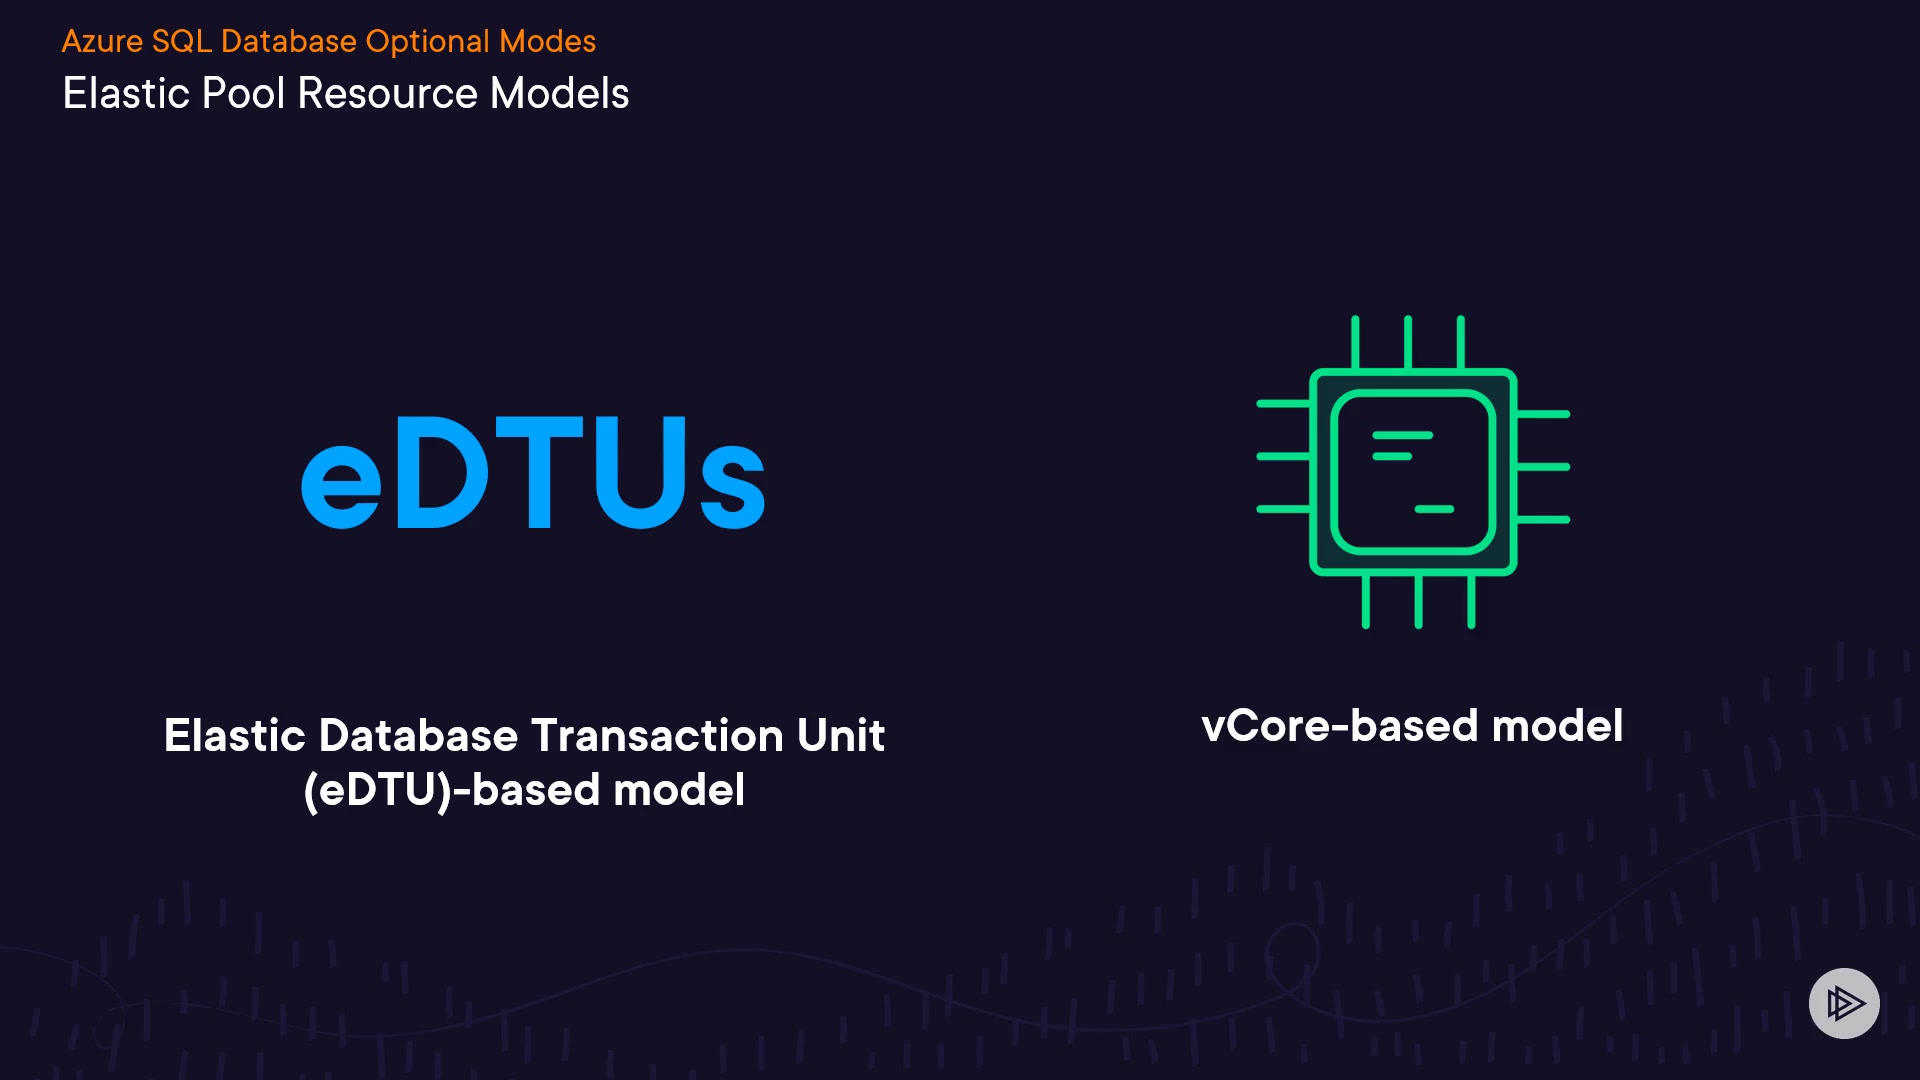 Azure SQL Database Optional Modes
Elastic Pool Resource Models
eDTUs
Elastic Database Transaction Unit
(eDTU)-based model
vCore-based model